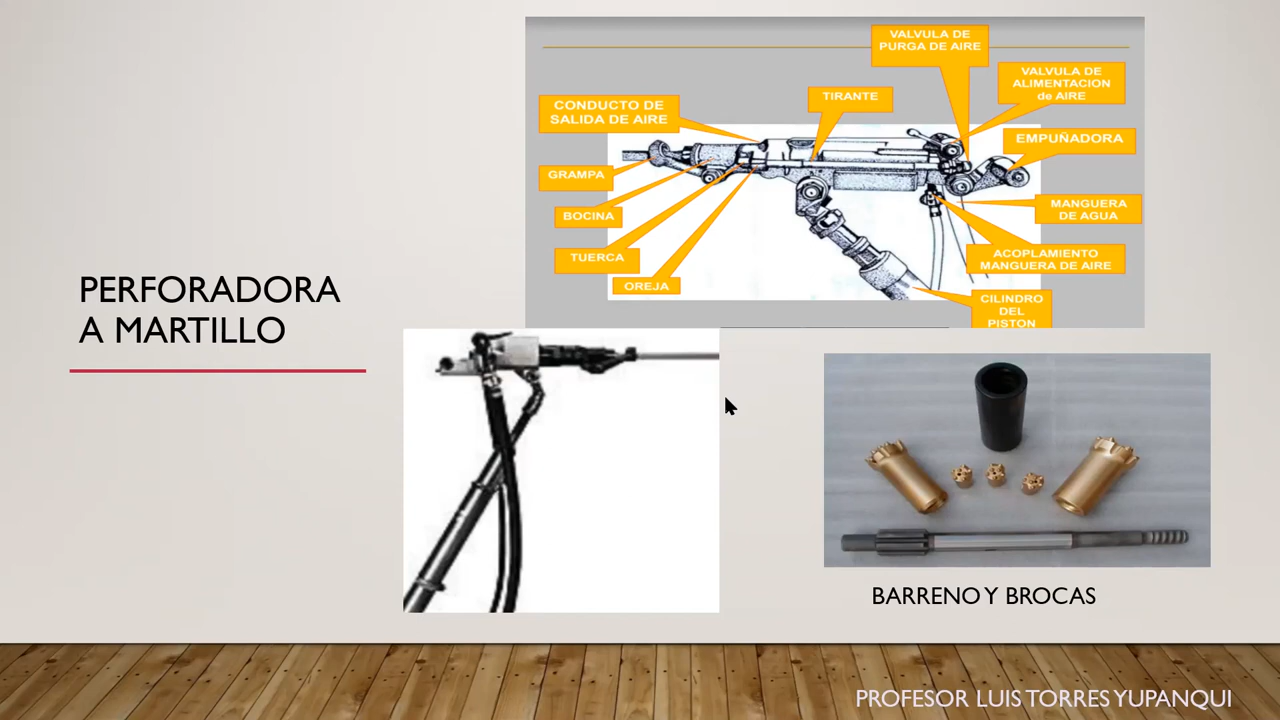 PERFORADORA
A MARTILLO
VALVULA DE
PURGA DE AIRE
VALVULA DE
ALIMENTACION
de AIRE
TIRANTE
CONDUCTO DE
SALIDA DE AIRE
EMPUÑADORA
GRAMPA
BOCINA
MANGUERA
DE AGUA
TUERCA
ACOPLAMIENTO
MANGUERA DE AIRE
OREJA
CILINDRO
DEL
PISTON
BARRENO Y BROCAS
PROFESOR LUIS TORRES YUPANQUI